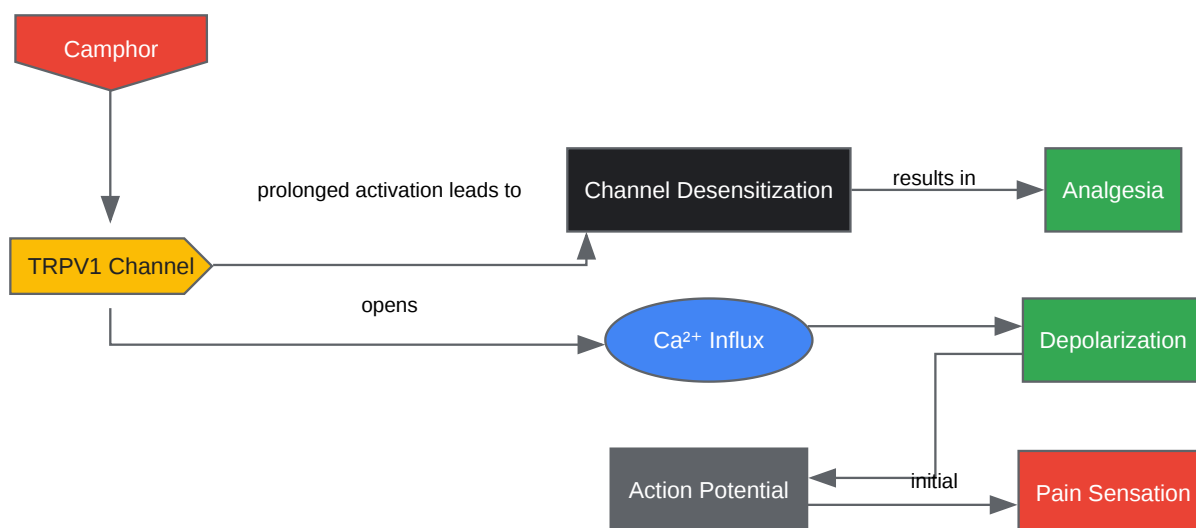 Camphor
prolonged activation leads to
Channel Desensitization
results in
Analgesia
TRPV1 Channel
opens
Ca²⁺ Influx
Depolarization
Action Potential
initial
Pain Sensation